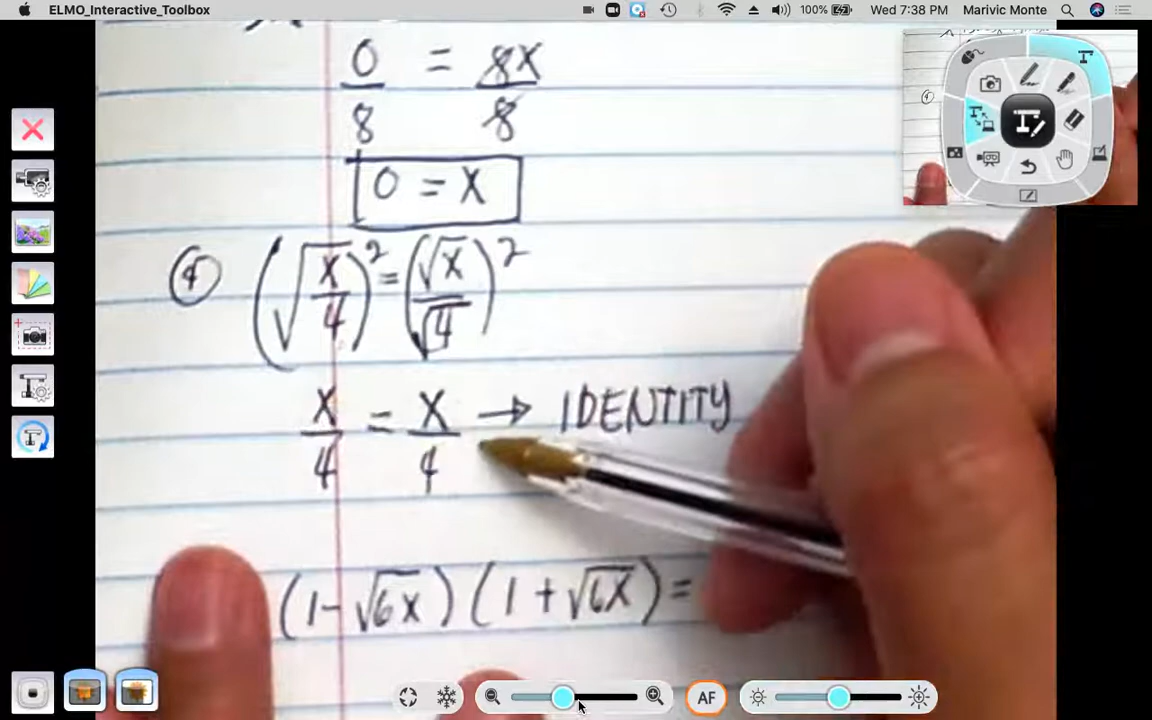 ELMO_Interactive_Toolbox 100% Wed 7:38 PM Marivic Monte
0/8 = 8x/8
0 = x
④ (√(x/4))² = (√x/√4)²
x/4 = x/4 → IDENTITY
(1-√6x)(1+√6x)=
AF